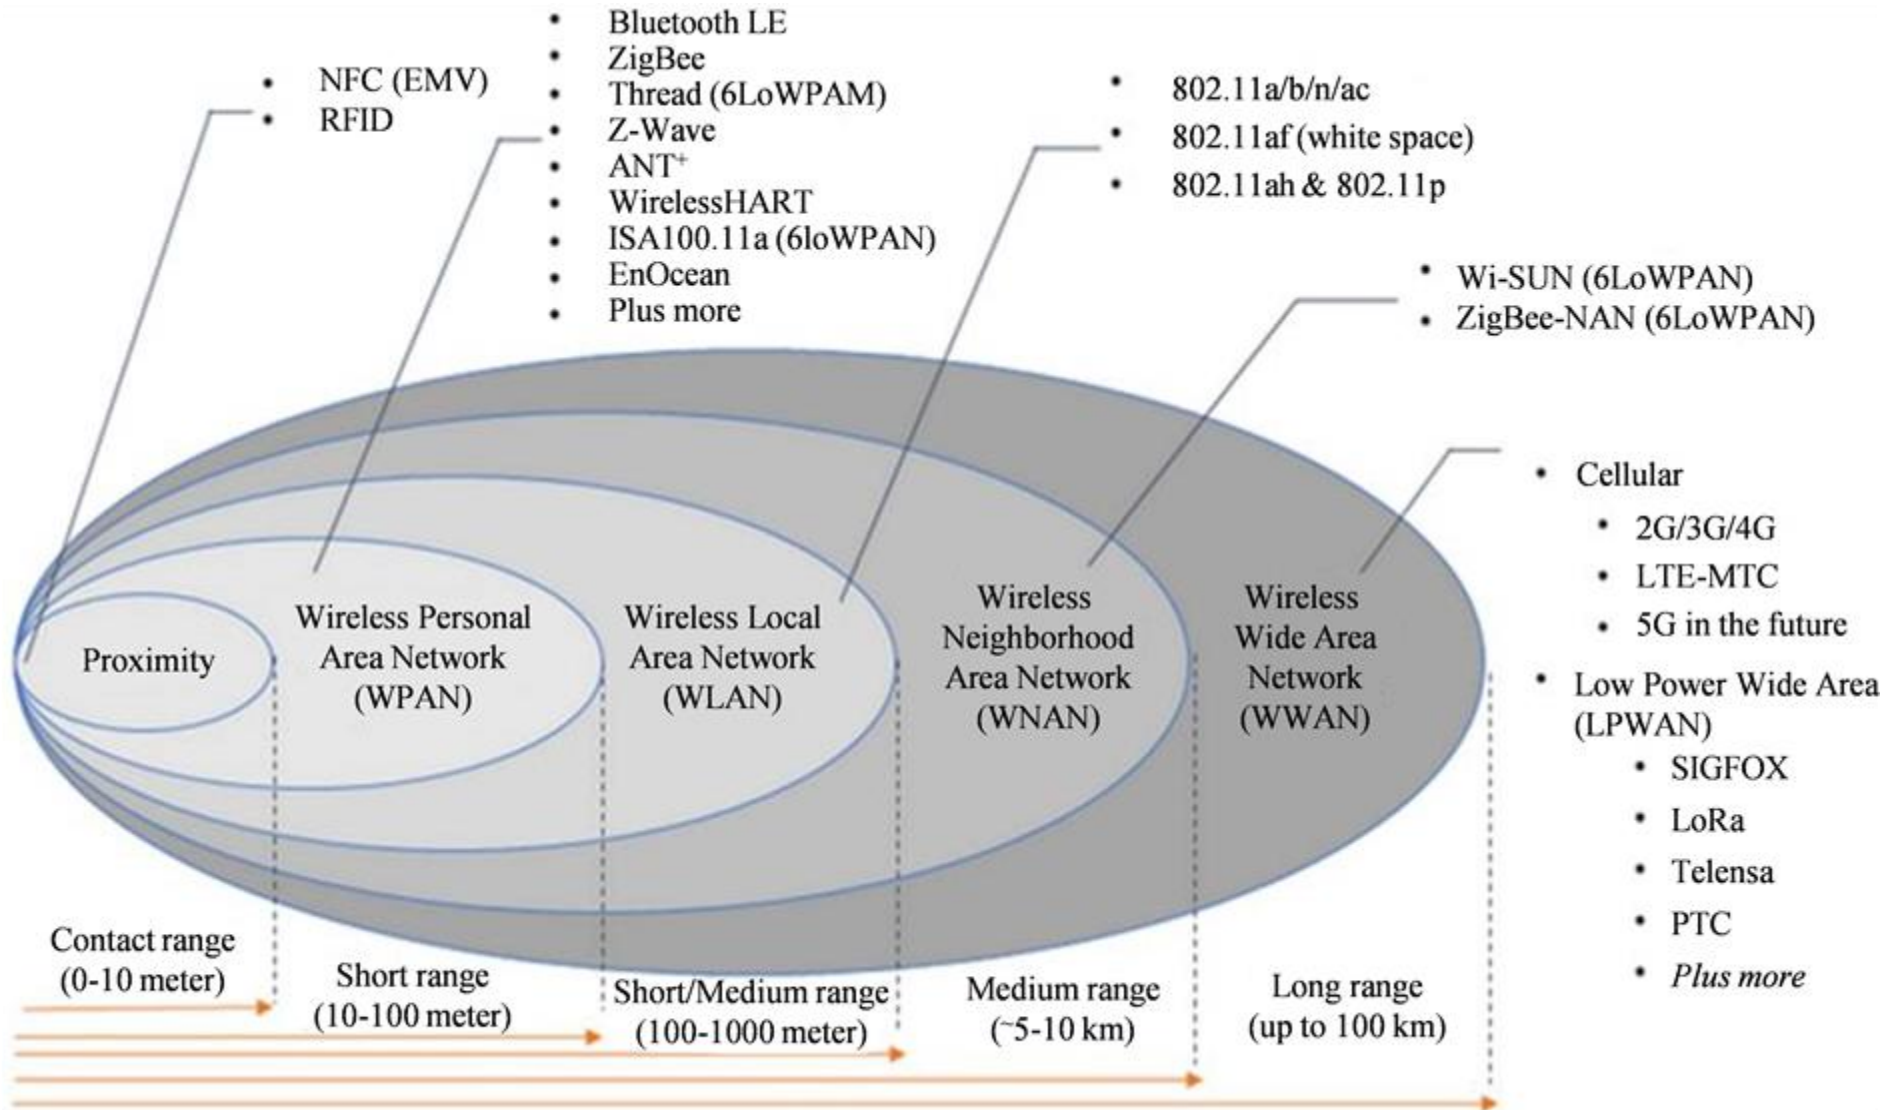 NFC (EMV)
RFID
Bluetooth LE
ZigBee
Thread (6LoWPAM)
Z-Wave
ANT+
WirelessHART
ISA100.11a (6loWPAN)
EnOcean
Plus more
802.11a/b/n/ac
802.11af (white space)
802.11ah & 802.11p
Wi-SUN (6LoWPAN)
ZigBee-NAN (6LoWPAN)
Cellular
2G/3G/4G
LTE-MTC
5G in the future
Low Power Wide Area
(LPWAN)
SIGFOX
LoRa
Telensa
PTC
Plus more
Proximity
Wireless Personal
Area Network
(WPAN)
Wireless Local
Area Network
(WLAN)
Wireless
Neighborhood
Area Network
(WNAN)
Wireless
Wide Area
Network
(WWAN)
Contact range
(0-10 meter)
Short range
(10-100 meter)
Short/Medium range
(100-1000 meter)
Medium range
(~5-10 km)
Long range
(up to 100 km)